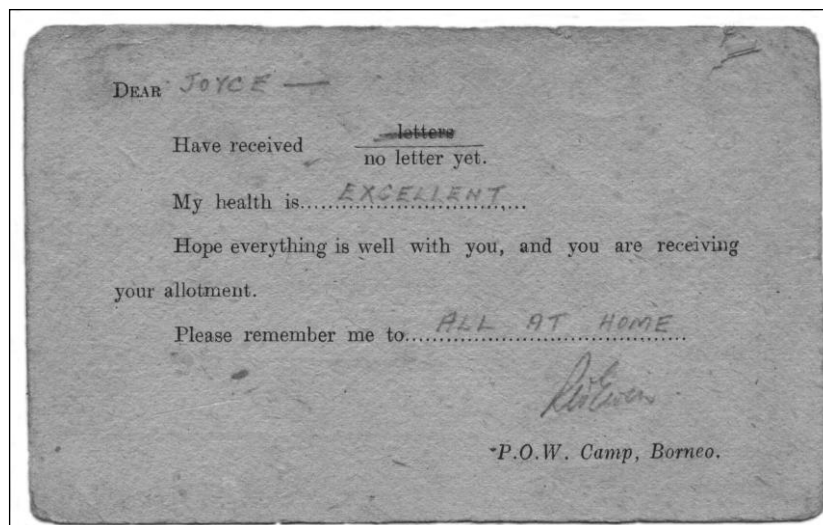 DEAR JOYCE —
Have received letters
no letter yet.
My health is....EXCELLENT....
Hope everything is well with you, and you are receiving
your allotment.
Please remember me to....ALL AT HOME....
P.O.W. Camp, Borneo.